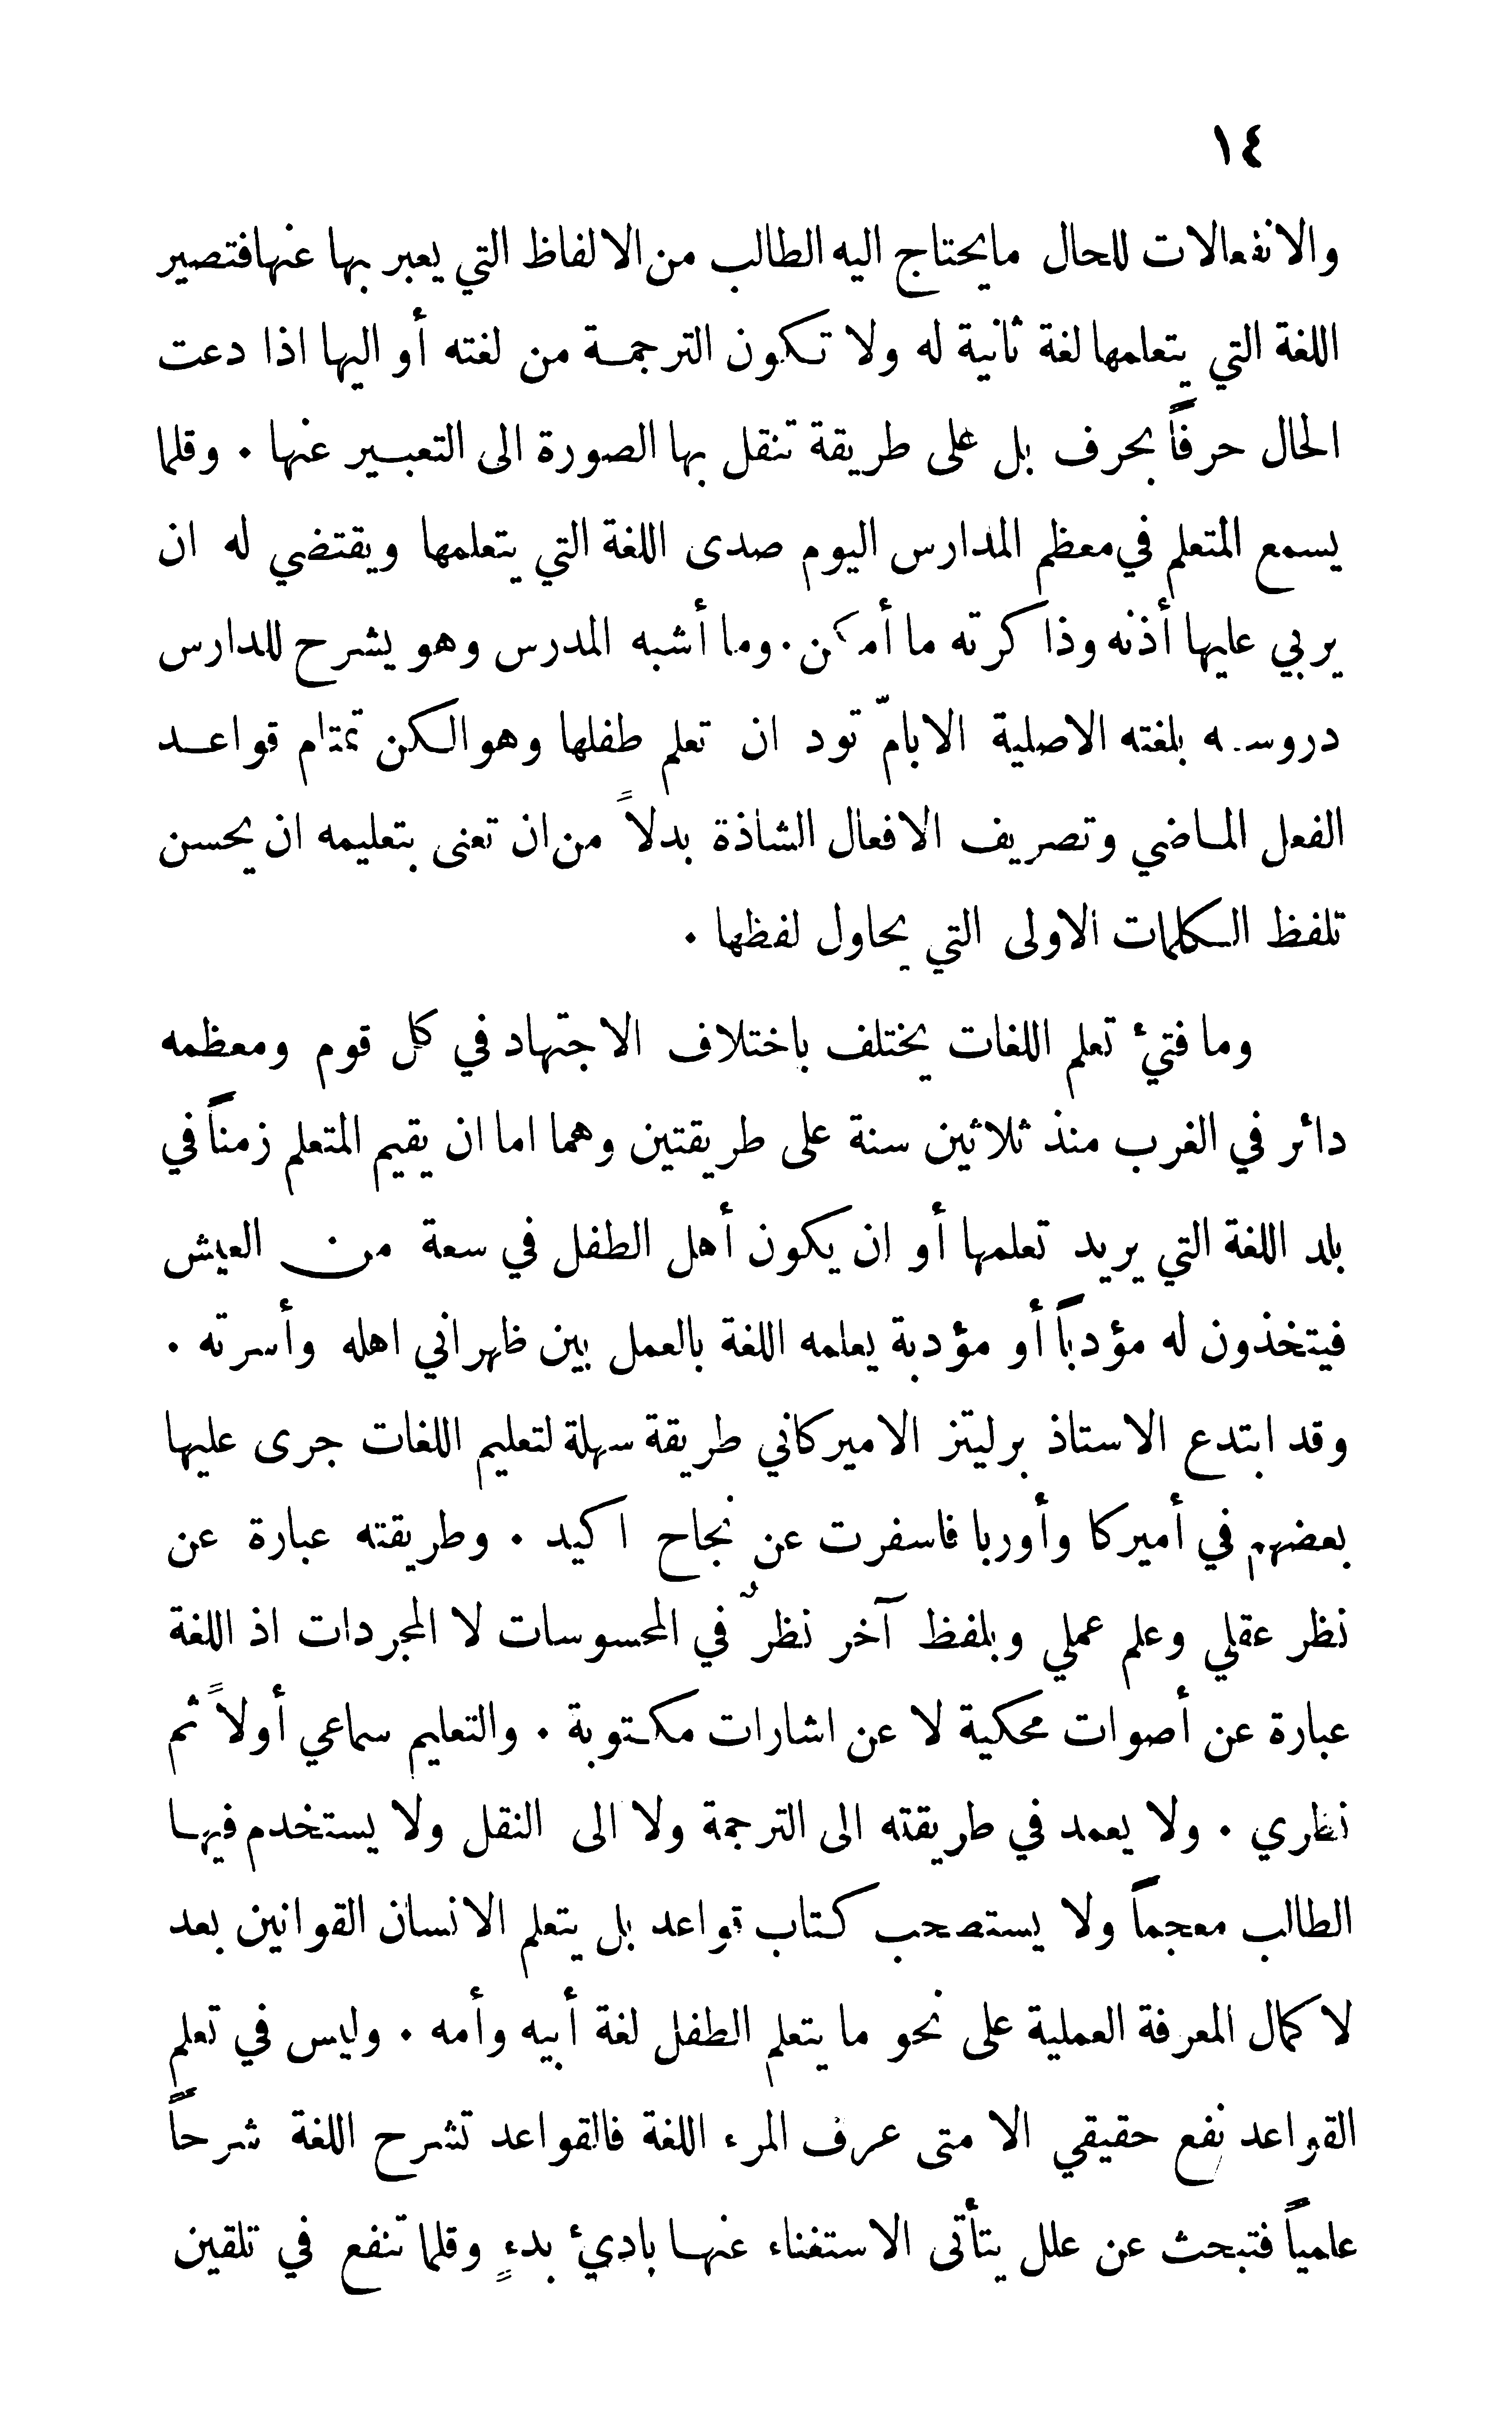 ١٤
والانفعالات للحال مايحتاج اليه الطالب من الالفاظ التي يعبر بها عنهافتصير
اللغة التي يتعلمها لغة ثانية له ولا تكون الترجمة من لغته أو اليها اذا دعت
الحال حرفاً بحرف بل على طريقة تنقل بها الصورة الى التعبير عنها . وقلما
يسمع المتعلم في معظم المدارس اليوم صدى اللغة التي يتعلمها ويقتضي له ان
يربي عليها أذنه وذاكرته ما أمكن . وما أشبه المدرس وهو يشرح للدارس
دروسه بلغته الاصلية الا بامّ تود ان تعلم طفلها وهو الكن تمتام قواعد
الفعل الماضي وتصريف الافعال الشاذة بدلاً من ان تعنى بتعليمه ان يحسن
تلفظ الكلمات الاولى التي يحاول لفظها .
وما فتئ تعلم اللغات يختلف باختلاف الاجتهاد في كل قوم ومعظمه
دائر في الغرب منذ ثلاثين سنة على طريقتين وهما اما ان يقيم المتعلم زمناً في
بلد اللغة التي يريد تعلمها أو ان يكون أهل الطفل في سعة من العيش
فيتخذون له مؤدباً أو مؤدبة يعلمه اللغة بالعمل بين ظهراني اهله وأسرته .
وقد ابتدع الاستاذ برليتز الاميركاني طريقة سهلة لتعليم اللغات جرى عليها
بعضهم في أميركا وأوربا فاسفرت عن نجاح اكيد . وطريقته عبارة عن
نظر عقلي وعلم عملي وبلفظ آخر نظرٌ في المحسوسات لا المجردات اذ اللغة
عبارة عن أصوات محكية لا عن اشارات مكتوبة . والتعليم سماعي أولاً ثم
نظري . ولا يعمد في طريقته الى الترجمة ولا الى النقل ولا يستخدم فيها
الطالب معجماً ولا يستصحب كتاب قواعد بل يتعلم الانسان القوانين بعد
لاكمال المعرفة العملية على نحو ما يتعلم الطفل لغة أبيه وأمه . وليس في تعلم
القواعد نفع حقيقي الا متى عرف المرء اللغة فالقواعد تشرح اللغة شرحاً
علمياً فتبحث عن علل يتأتى الاستغناء عنها بادئ بدءٍ وقلما تنفع في تلقين